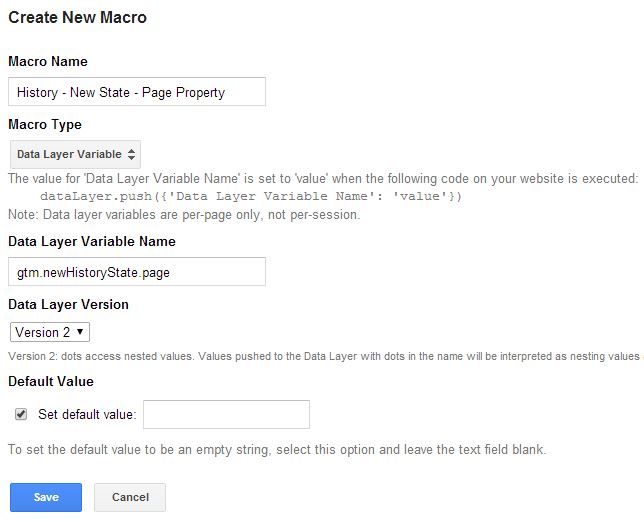 Create New Macro
Macro Name
History - New State - Page Property
Macro Type
Data Layer Variable
The value for 'Data Layer Variable Name' is set to 'value' when the following code on your website is executed:
dataLayer.push({'Data Layer Variable Name': 'value'})
Note: Data layer variables are per-page only, not per-session.
Data Layer Variable Name
gtm.newHistoryState.page
Data Layer Version
Version 2
Version 2: dots access nested values. Values pushed to the Data Layer with dots in the name will be interpreted as nesting values
Default Value
Set default value:
To set the default value to be an empty string, select this option and leave the text field blank.
Save Cancel